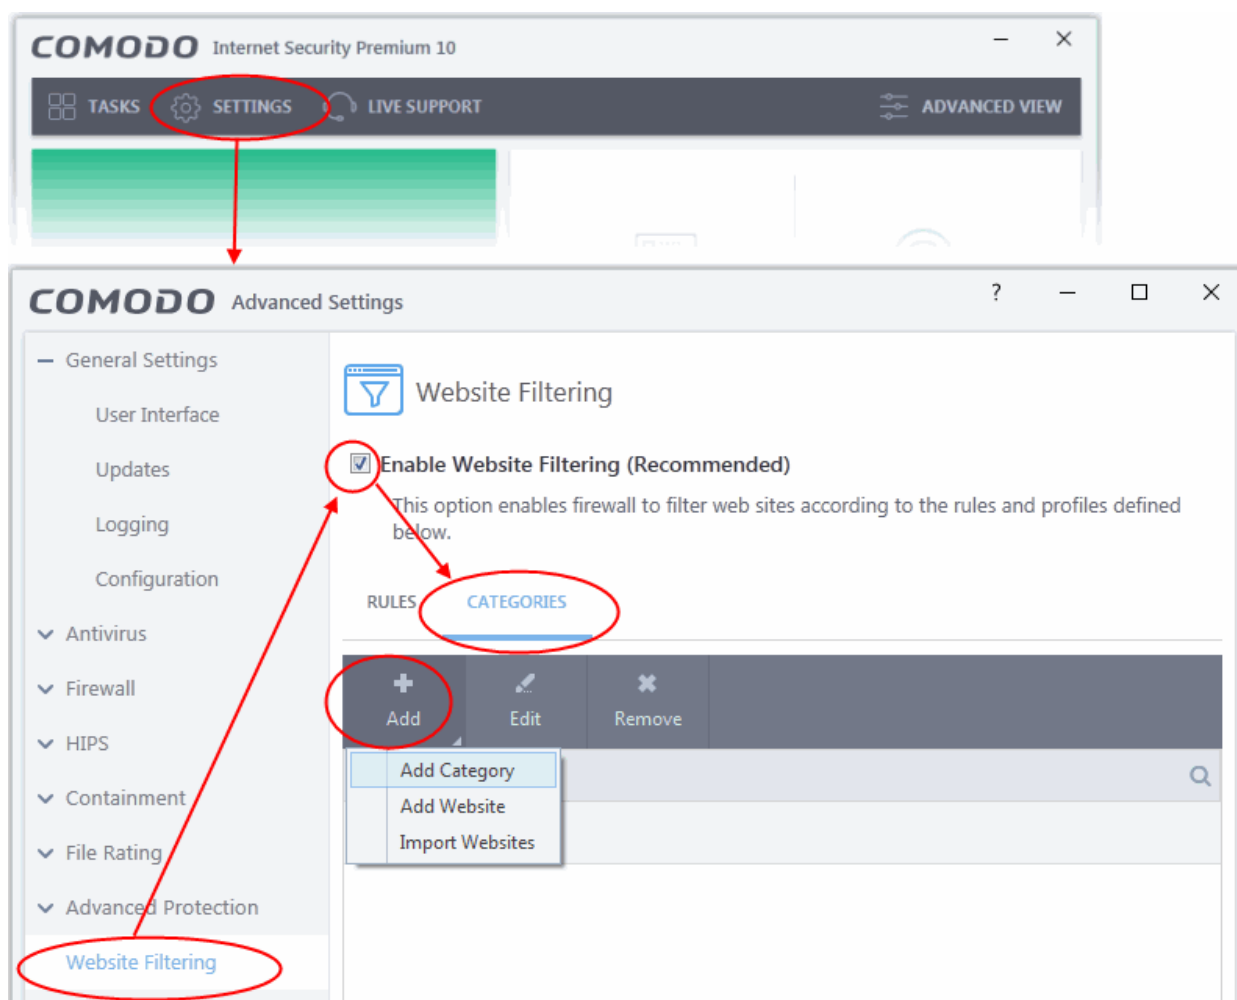 COMODO Internet Security Premium 10
TASKS SETTINGS LIVE SUPPORT ADVANCED VIEW
COMODO Advanced Settings ?
General Settings
User Interface
Updates
Logging
Configuration
Antivirus
Firewall
HIPS
Containment
File Rating
Advanced Protection
Website Filtering
Website Filtering
Enable Website Filtering (Recommended)
This option enables firewall to filter web sites according to the rules and profiles defined
below.
RULES CATEGORIES
Add Edit Remove
Add Category
Add Website
Import Websites